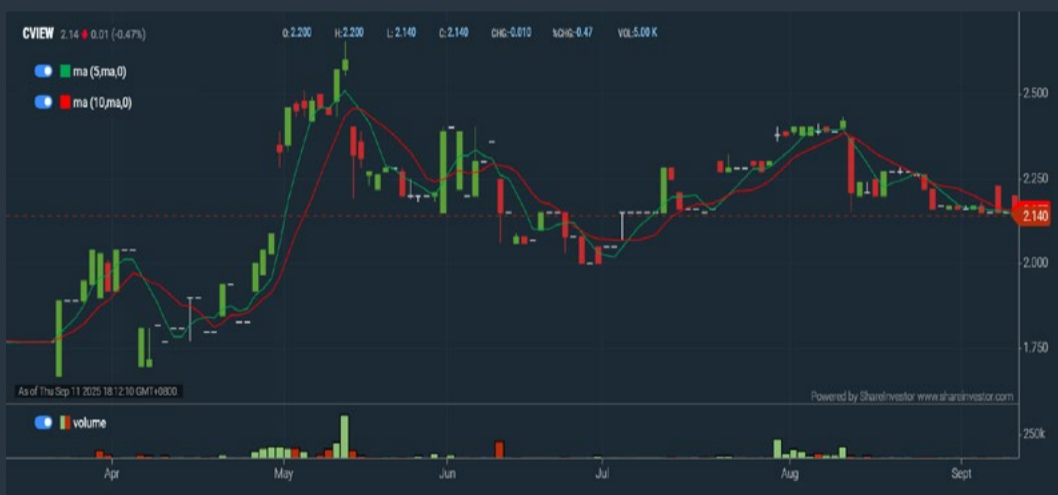 CVIEW 2.14 0.01 (-0.47%) O: 2.200 H: 2.200 L: 2.140 C: 2.140 CHG:-0.010 %CHG:-0.47 VOL:5.00 K
ma (5,ma,0)
ma (10,ma,0)
2.500
2.250
2.140
2.000
1.750
As of Thu Sep 11 2025 18:12:10 GMT+0800
Powered by ShareInvestor www.shareinvestor.com
volume
250k
Apr May Jun Jul Aug Sept